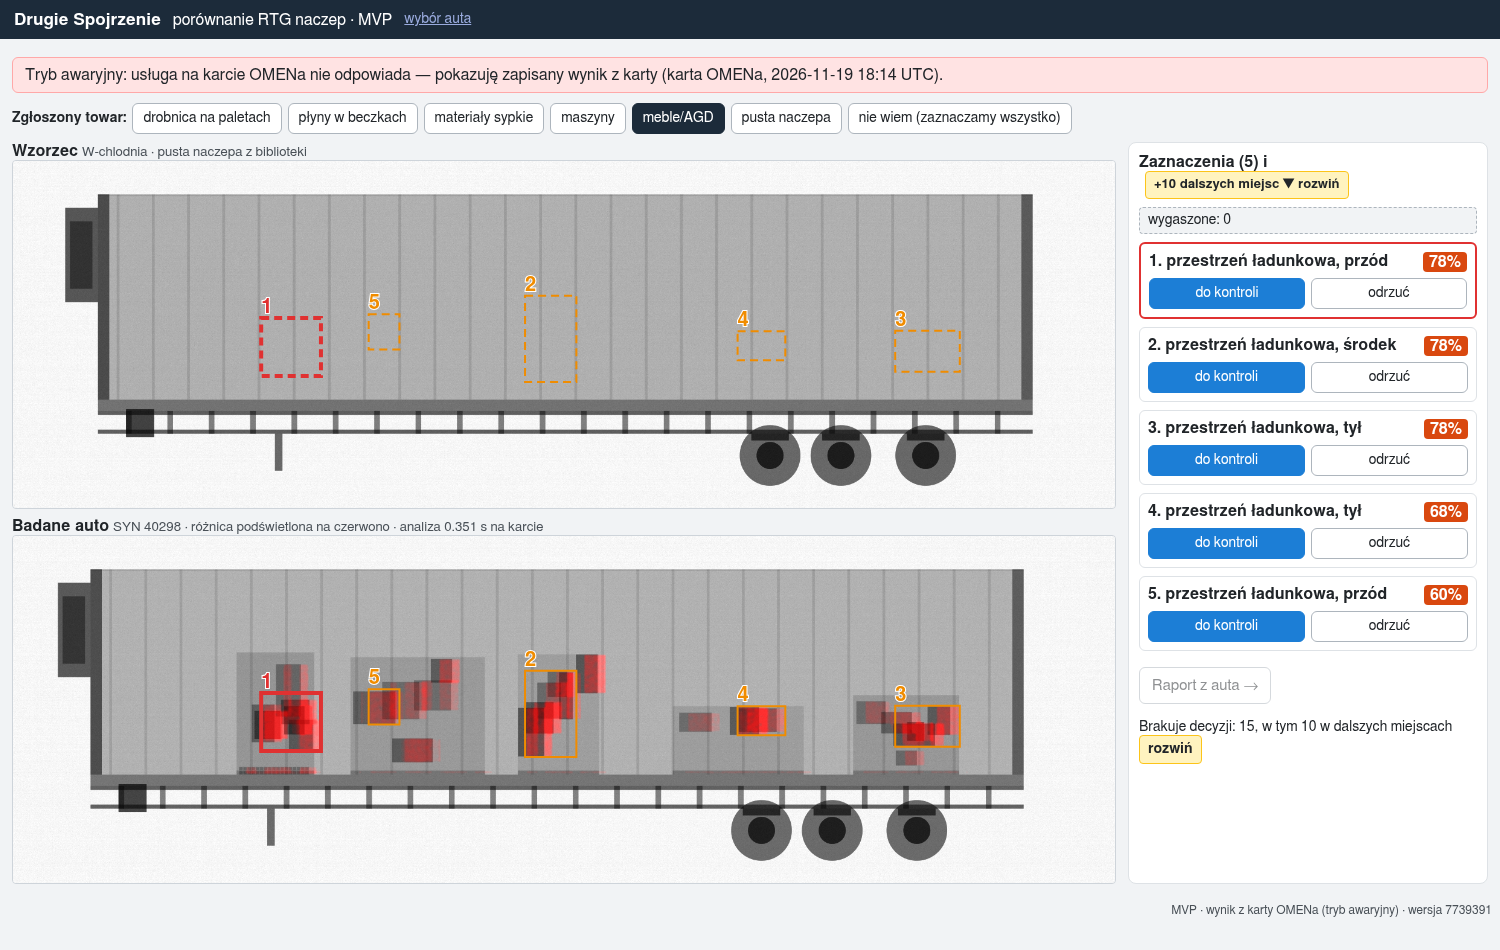 Drugie Spojrzenie porównanie RTG naczep · MVP wybór auta
Tryb awaryjny: usługa na karcie OMENa nie odpowiada — pokazuję zapisany wynik z karty (karta OMENa, 2026-11-19 18:14 UTC).
Zgłoszony towar: drobnica na paletach płyny w beczkach materiały sypkie maszyny meble/AGD pusta naczepa nie wiem (zaznaczamy wszystko)
Wzorzec W-chlodnia · pusta naczepa z biblioteki
1
5
2
4
3
Badane auto SYN 40298 · różnica podświetlona na czerwono · analiza 0.351 s na karcie
1
5
2
4
3
Zaznaczenia (5) i
+10 dalszych miejsc ▼ rozwiń
wygaszone: 0
1. przestrzeń ładunkowa, przód 78%
do kontroli odrzuć
2. przestrzeń ładunkowa, środek 78%
do kontroli odrzuć
3. przestrzeń ładunkowa, tył 78%
do kontroli odrzuć
4. przestrzeń ładunkowa, tył 68%
do kontroli odrzuć
5. przestrzeń ładunkowa, przód 60%
do kontroli odrzuć
Raport z auta →
Brakuje decyzji: 15, w tym 10 w dalszych miejscach
rozwiń
MVP · wynik z karty OMENa (tryb awaryjny) · wersja 7739391